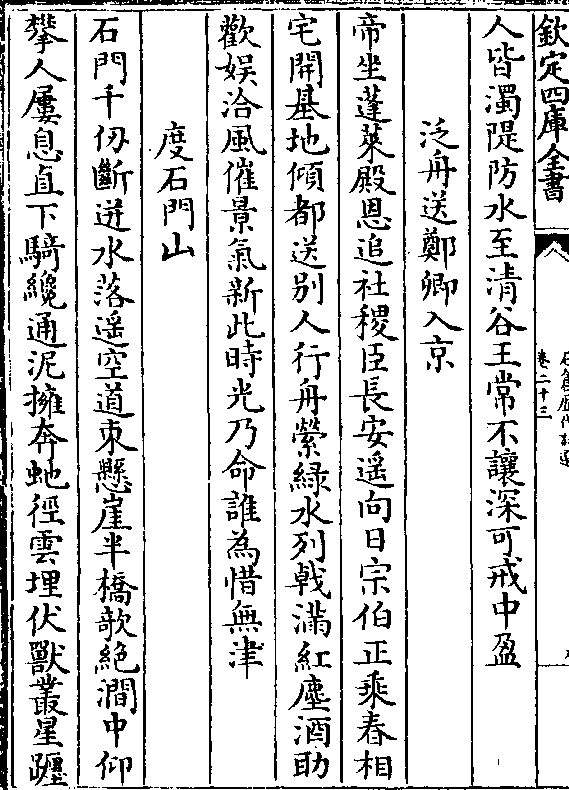 欽定四庫全書
卷二十三
人皆濁隄防水至清谷王常不讓深可戒中盈
泛舟送鄭卿入京
帝坐蓬萊殿恩追社稷臣長安遥向日宗伯正乘春相
宅開基地傾都送别人行舟縈緑水列㦸滿紅塵酒助
歡娱洽風催景氣新此時光乃命誰為惜無津
度石門山
石門千仭斷迸水落遥空道束懸崖半橋欹絶澗中仰
攀人屢息直下騎纔通泥擁奔虵徑雲埋伏獸叢星躔